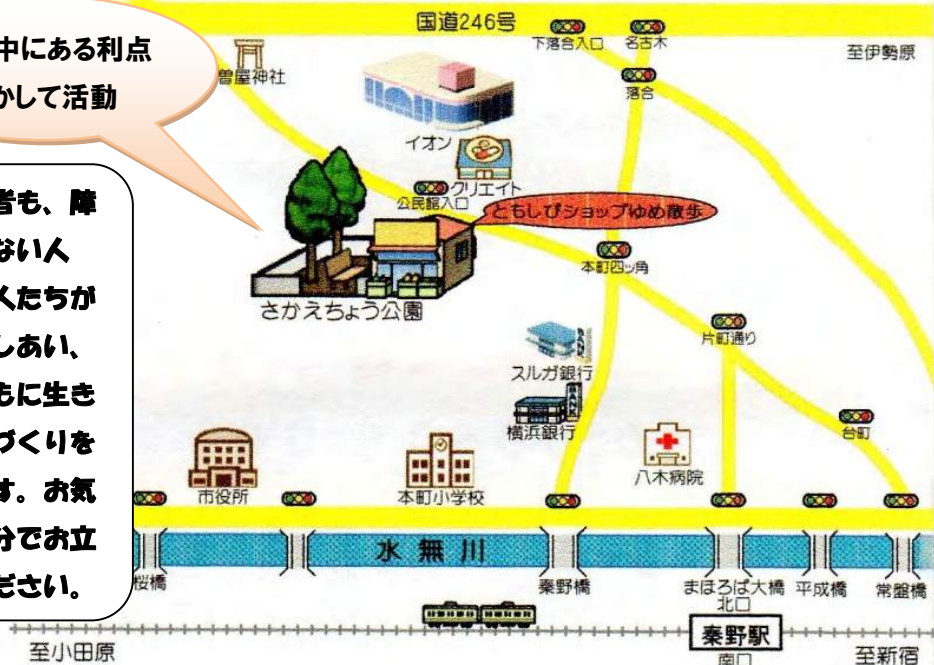 中にある利点
かして活動
者も、障
ない人
人たちが
しあい、
もに生き
づくりを
す。お気
分でお立
ださい。
国道246号
下落合入口
名古木
至伊勢原
曽屋神社
落合
イオン
クリエイト
公民館入口
ともしびショップゆめ散歩
本町四ッ角
さかえちょう公園
片町通り
スルガ銀行
BANK
横浜銀行
BANK
台町
八木病院
市役所
本町小学校
水無川
桜橋
秦野橋
まほろば大橋
平成橋
常盤橋
北口
秦野駅
南口
至小田原
至新宿